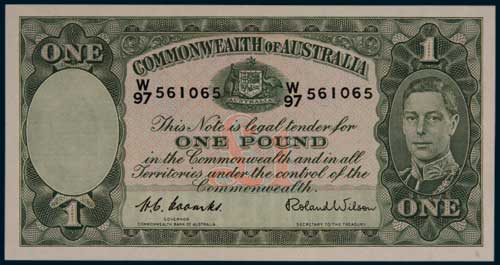 ONE
COMMONWEALTH OF AUSTRALIA
1
W/97 561065
AUSTRALIA
W/97 561065
This Note is legal tender for
ONE POUND
in the Commonwealth and in all
Territories under the control of the
Commonwealth.
£
H.C. Coombs.
Roland Wilson
GOVERNOR
COMMONWEALTH BANK OF AUSTRALIA
SECRETARY TO THE TREASURY
1
ONE